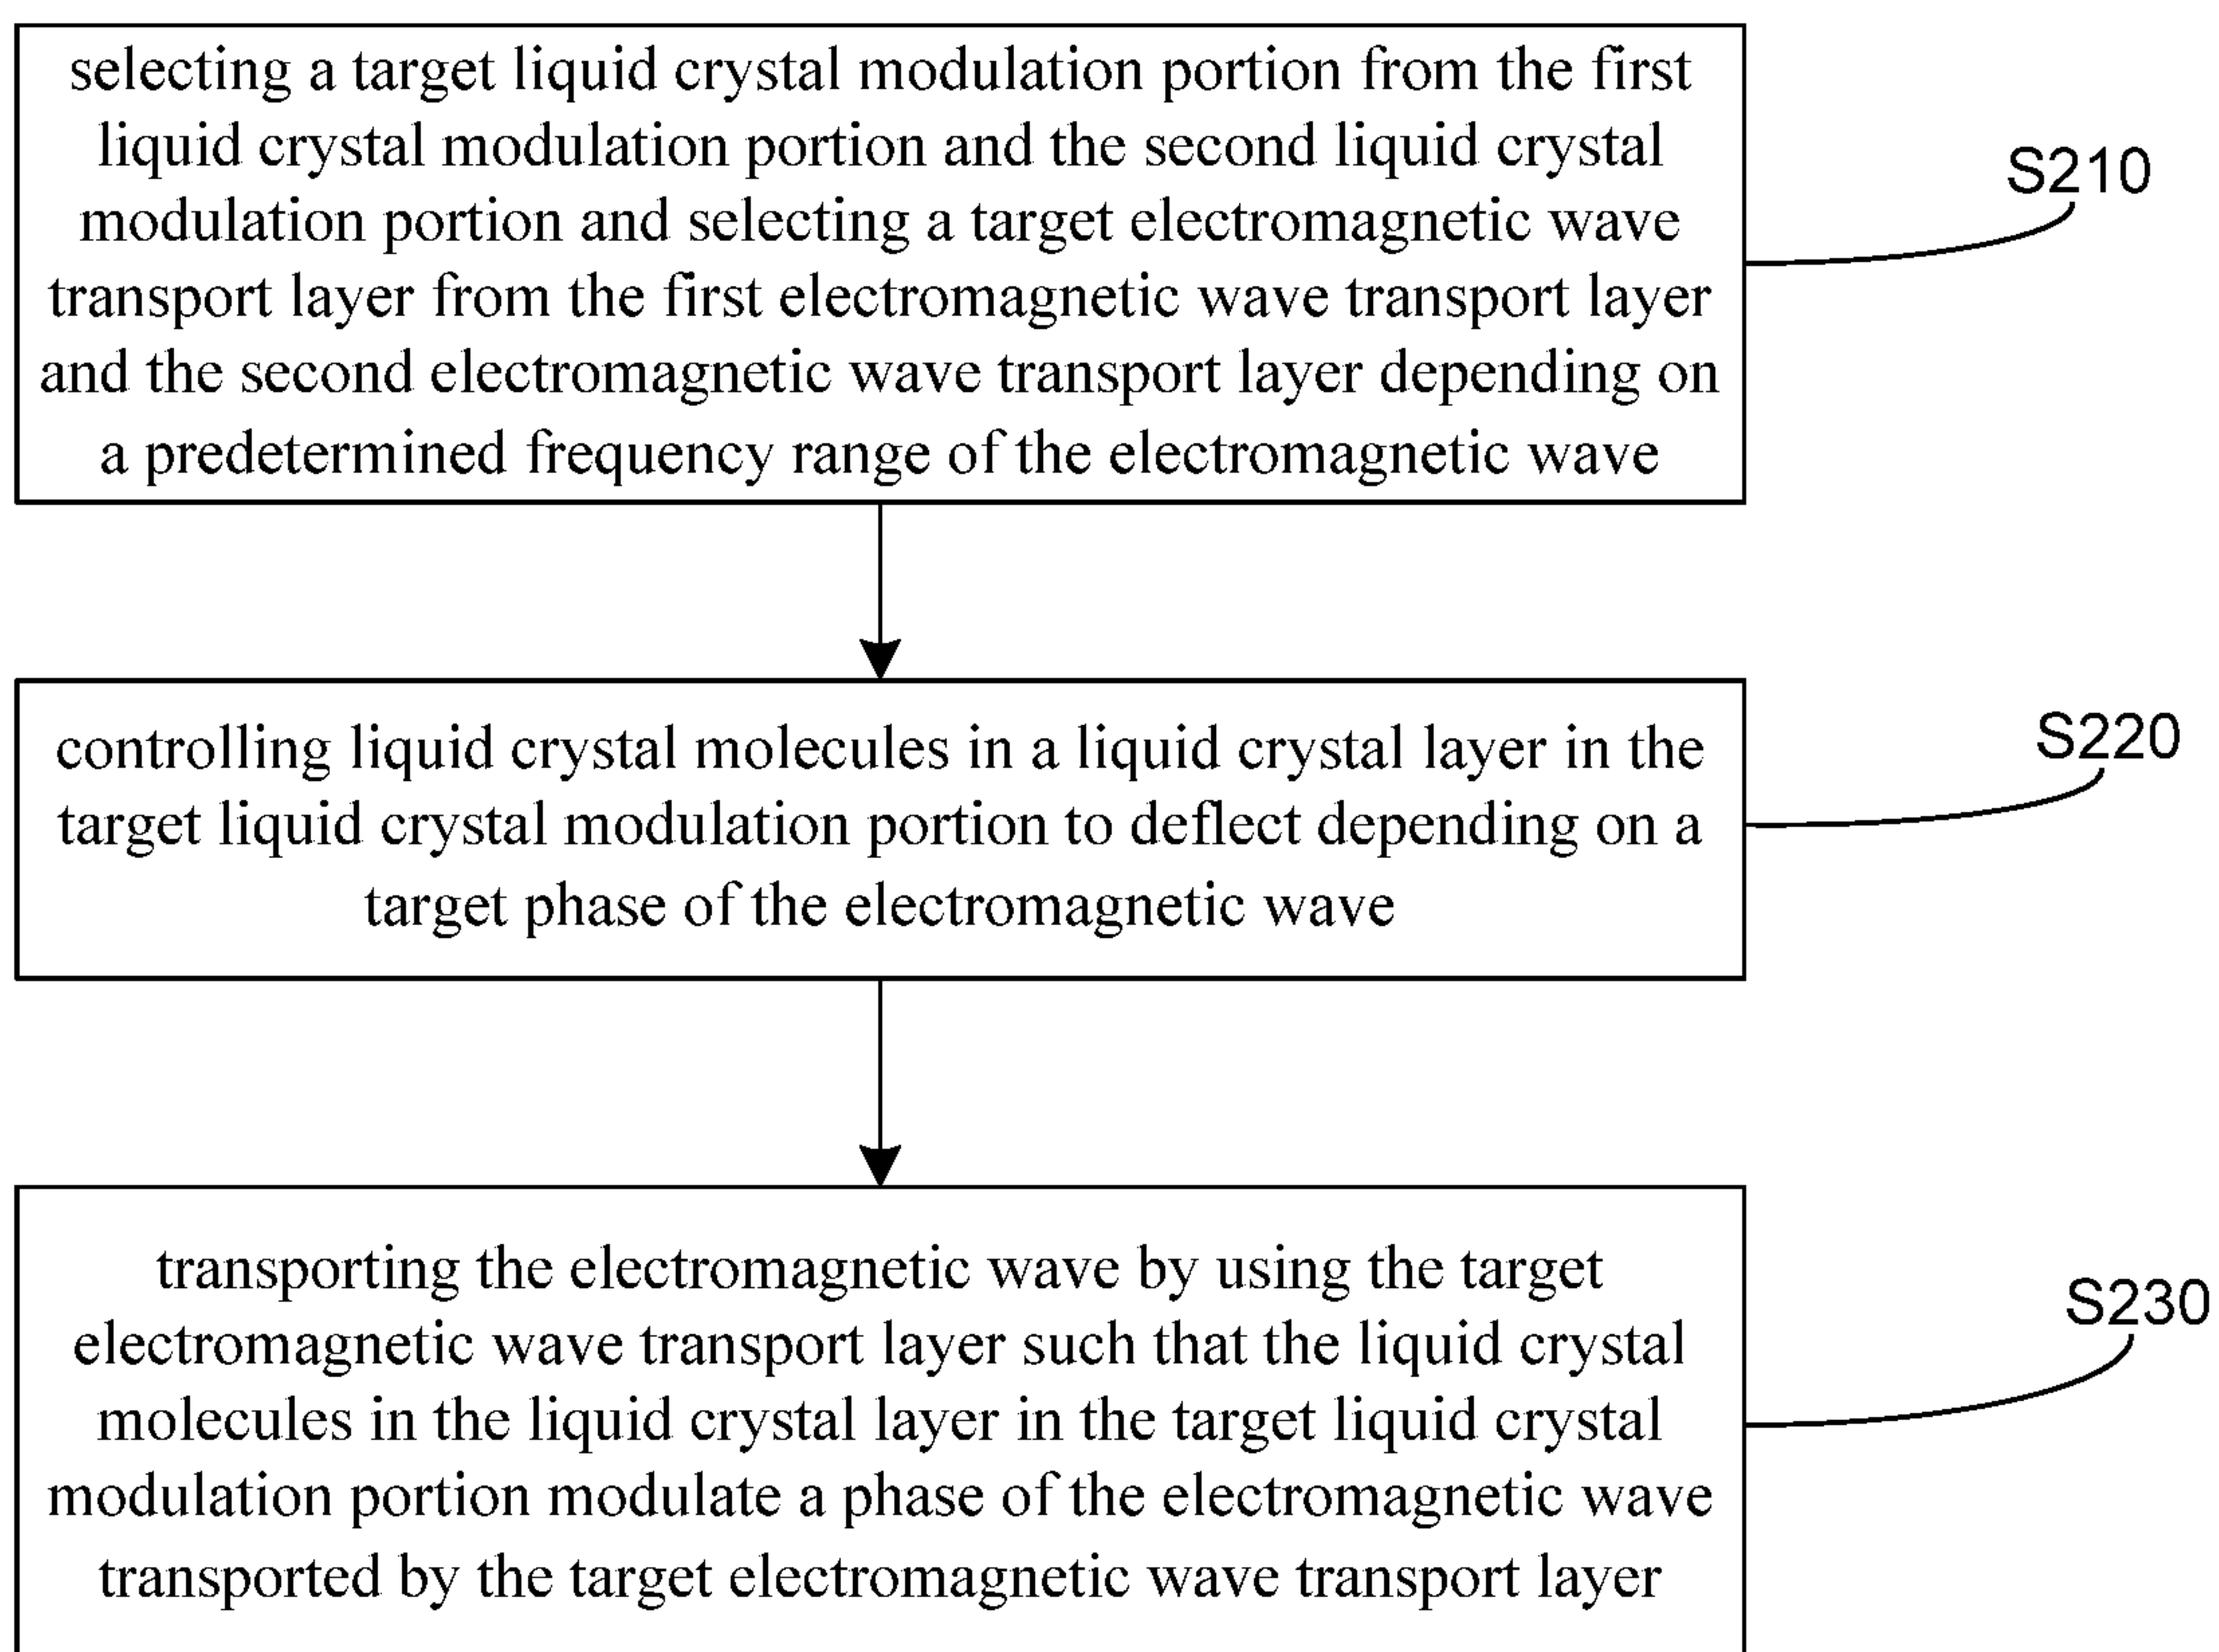 selecting a target liquid crystal modulation portion from the first
liquid crystal modulation portion and the second liquid crystal
modulation portion and selecting a target electromagnetic wave
transport layer from the first electromagnetic wave transport layer
and the second electromagnetic wave transport layer depending on
a predetermined frequency range of the electromagnetic wave
S210
controlling liquid crystal molecules in a liquid crystal layer in the
target liquid crystal modulation portion to deflect depending on a
target phase of the electromagnetic wave
S220
transporting the electromagnetic wave by using the target
electromagnetic wave transport layer such that the liquid crystal
molecules in the liquid crystal layer in the target liquid crystal
modulation portion modulate a phase of the electromagnetic wave
transported by the target electromagnetic wave transport layer
S230